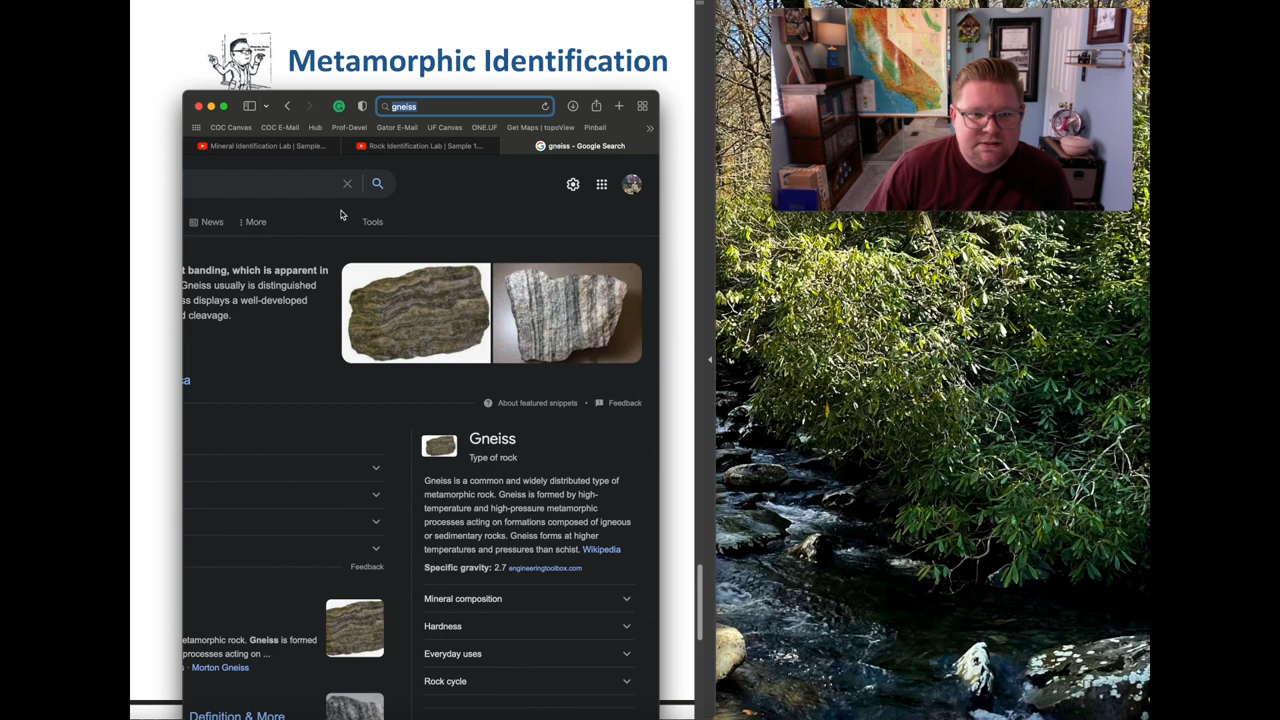 Metamorphic Identification
gneiss
COC Canvas COC E-Mail Hub Prof-Devel Gator E-Mail UF Canvas ONE.UF Get Maps | topoView Pinball
Mineral Identification Lab | Sample... Rock Identification Lab | Sample 1.... gneiss - Google Search
News More Tools
t banding, which is apparent in
Gneiss usually is distinguished
ss displays a well-developed
d cleavage.
ca
About featured snippets • Feedback
Gneiss
Type of rock
Gneiss is a common and widely distributed type of
metamorphic rock. Gneiss is formed by high-
temperature and high-pressure metamorphic
processes acting on formations composed of igneous
or sedimentary rocks. Gneiss forms at higher
temperatures and pressures than schist. Wikipedia
Specific gravity: 2.7 engineeringtoolbox.com
Feedback
Mineral composition
Hardness
Everyday uses
Rock cycle
etamorphic rock. Gneiss is formed
processes acting on ...
s · Morton Gneiss
Definition & More